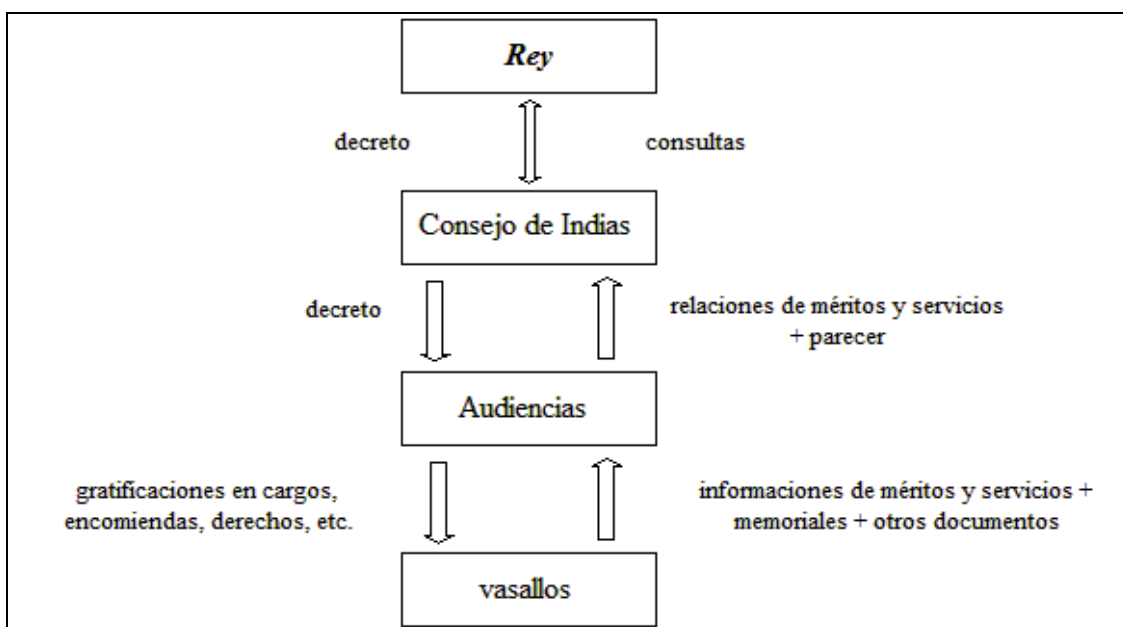 Rey
decreto
consultas
Consejo de Indias
decreto
relaciones de méritos y servicios
+ parecer
Audiencias
gratificaciones en cargos,
encomiendas, derechos, etc.
informaciones de méritos y servicios +
memoriales + otros documentos
vasallos